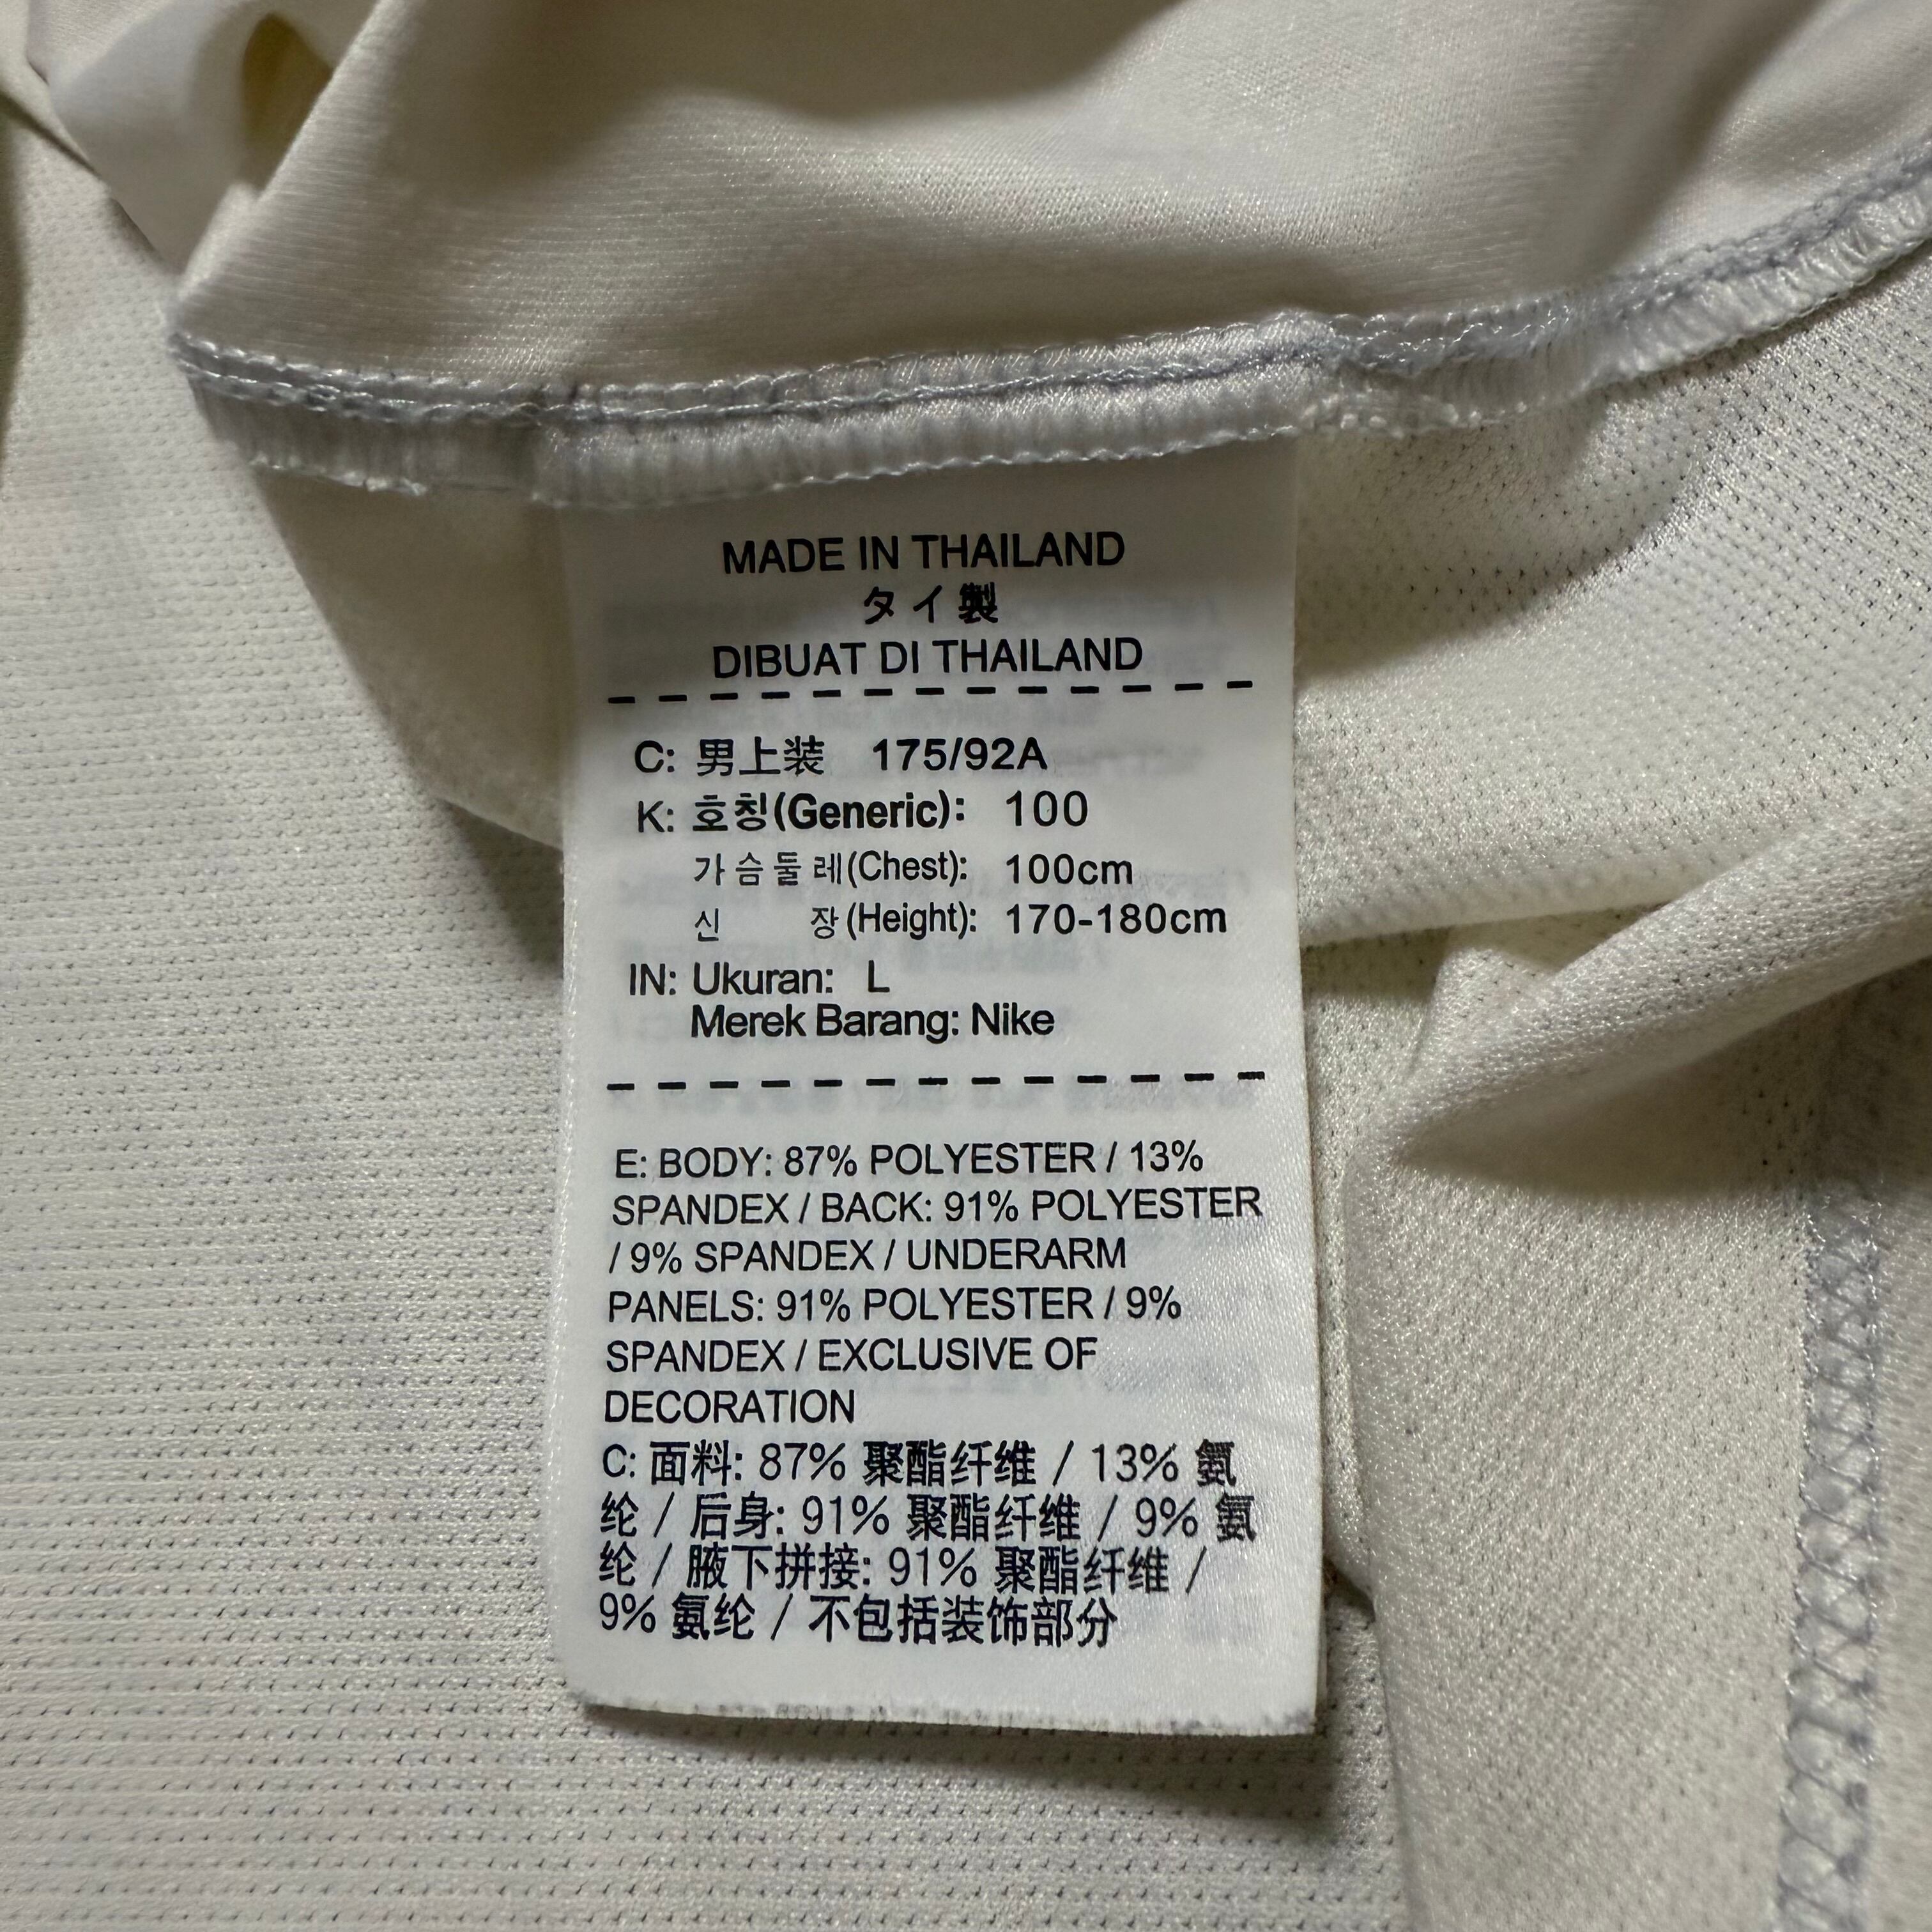 MADE IN THAILAND
タイ製
DIBUAT DI THAILAND
C: 男上装 175/92A
K: 호칭(Generic): 100
가슴둘레(Chest): 100cm
신 장(Height): 170-180cm
IN: Ukuran: L
Merek Barang: Nike
E: BODY: 87% POLYESTER / 13%
SPANDEX / BACK: 91% POLYESTER
/ 9% SPANDEX / UNDERARM
PANELS: 91% POLYESTER / 9%
SPANDEX / EXCLUSIVE OF
DECORATION
C: 面料: 87% 聚酯纤维 / 13% 氨
纶 / 后身: 91% 聚酯纤维 / 9% 氨
纶 / 腋下拼接: 91% 聚酯纤维 /
9% 氨纶 / 不包括装饰部分